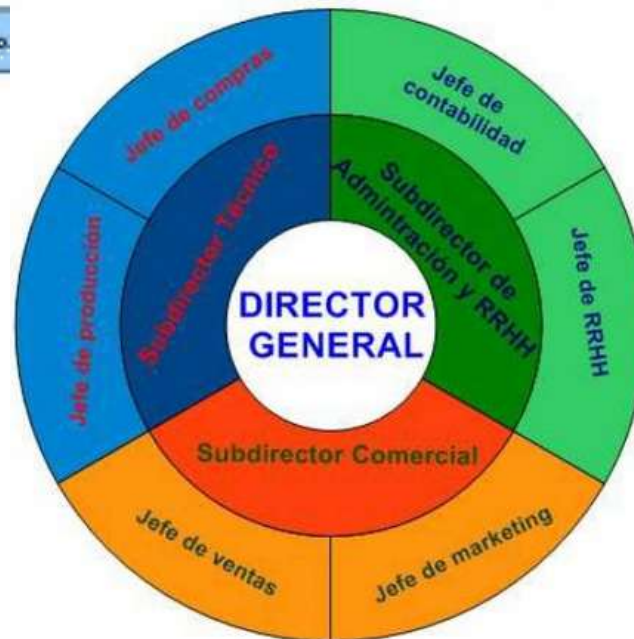 DIRECTOR
GENERAL
Subdirector Técnico
Subdirector de
Admintración y RRHH
Subdirector Comercial
Jefe de compras
Jefe de contabilidad
Jefe de RRHH
Jefe de marketing
Jefe de ventas
Jefe de producción